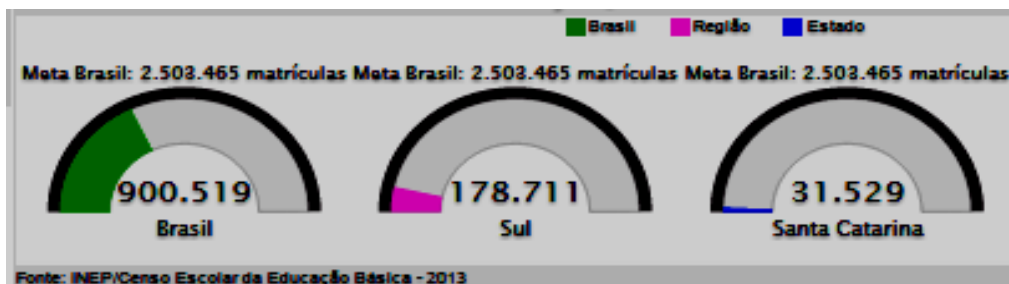 Brasil Região Estado
Meta Brasil: 2.503.465 matrículas Meta Brasil: 2.503.465 matrículas Meta Brasil: 2.503.465 matrículas
900.519 178.711 31.529
Brasil Sul Santa Catarina
Fonte: INEP/Censo Escolar da Educação Básica - 2013